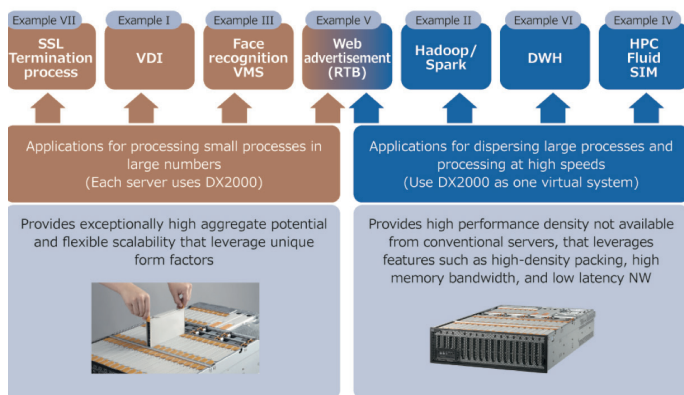 Example VII
Example I
Example III
Example V
Example II
Example VI
Example IV
SSL
Termination
process
VDI
Face
recognition
VMS
Web
advertisement
(RTB)
Hadoop/
Spark
DWH
HPC
Fluid
SIM
Applications for processing small processes in
large numbers
(Each server uses DX2000)
Applications for dispersing large processes and
processing at high speeds
(Use DX2000 as one virtual system)
Provides exceptionally high aggregate potential
and flexible scalability that leverage unique
form factors
Provides high performance density not available
from conventional servers, that leverages
features such as high-density packing, high
memory bandwidth, and low latency NW